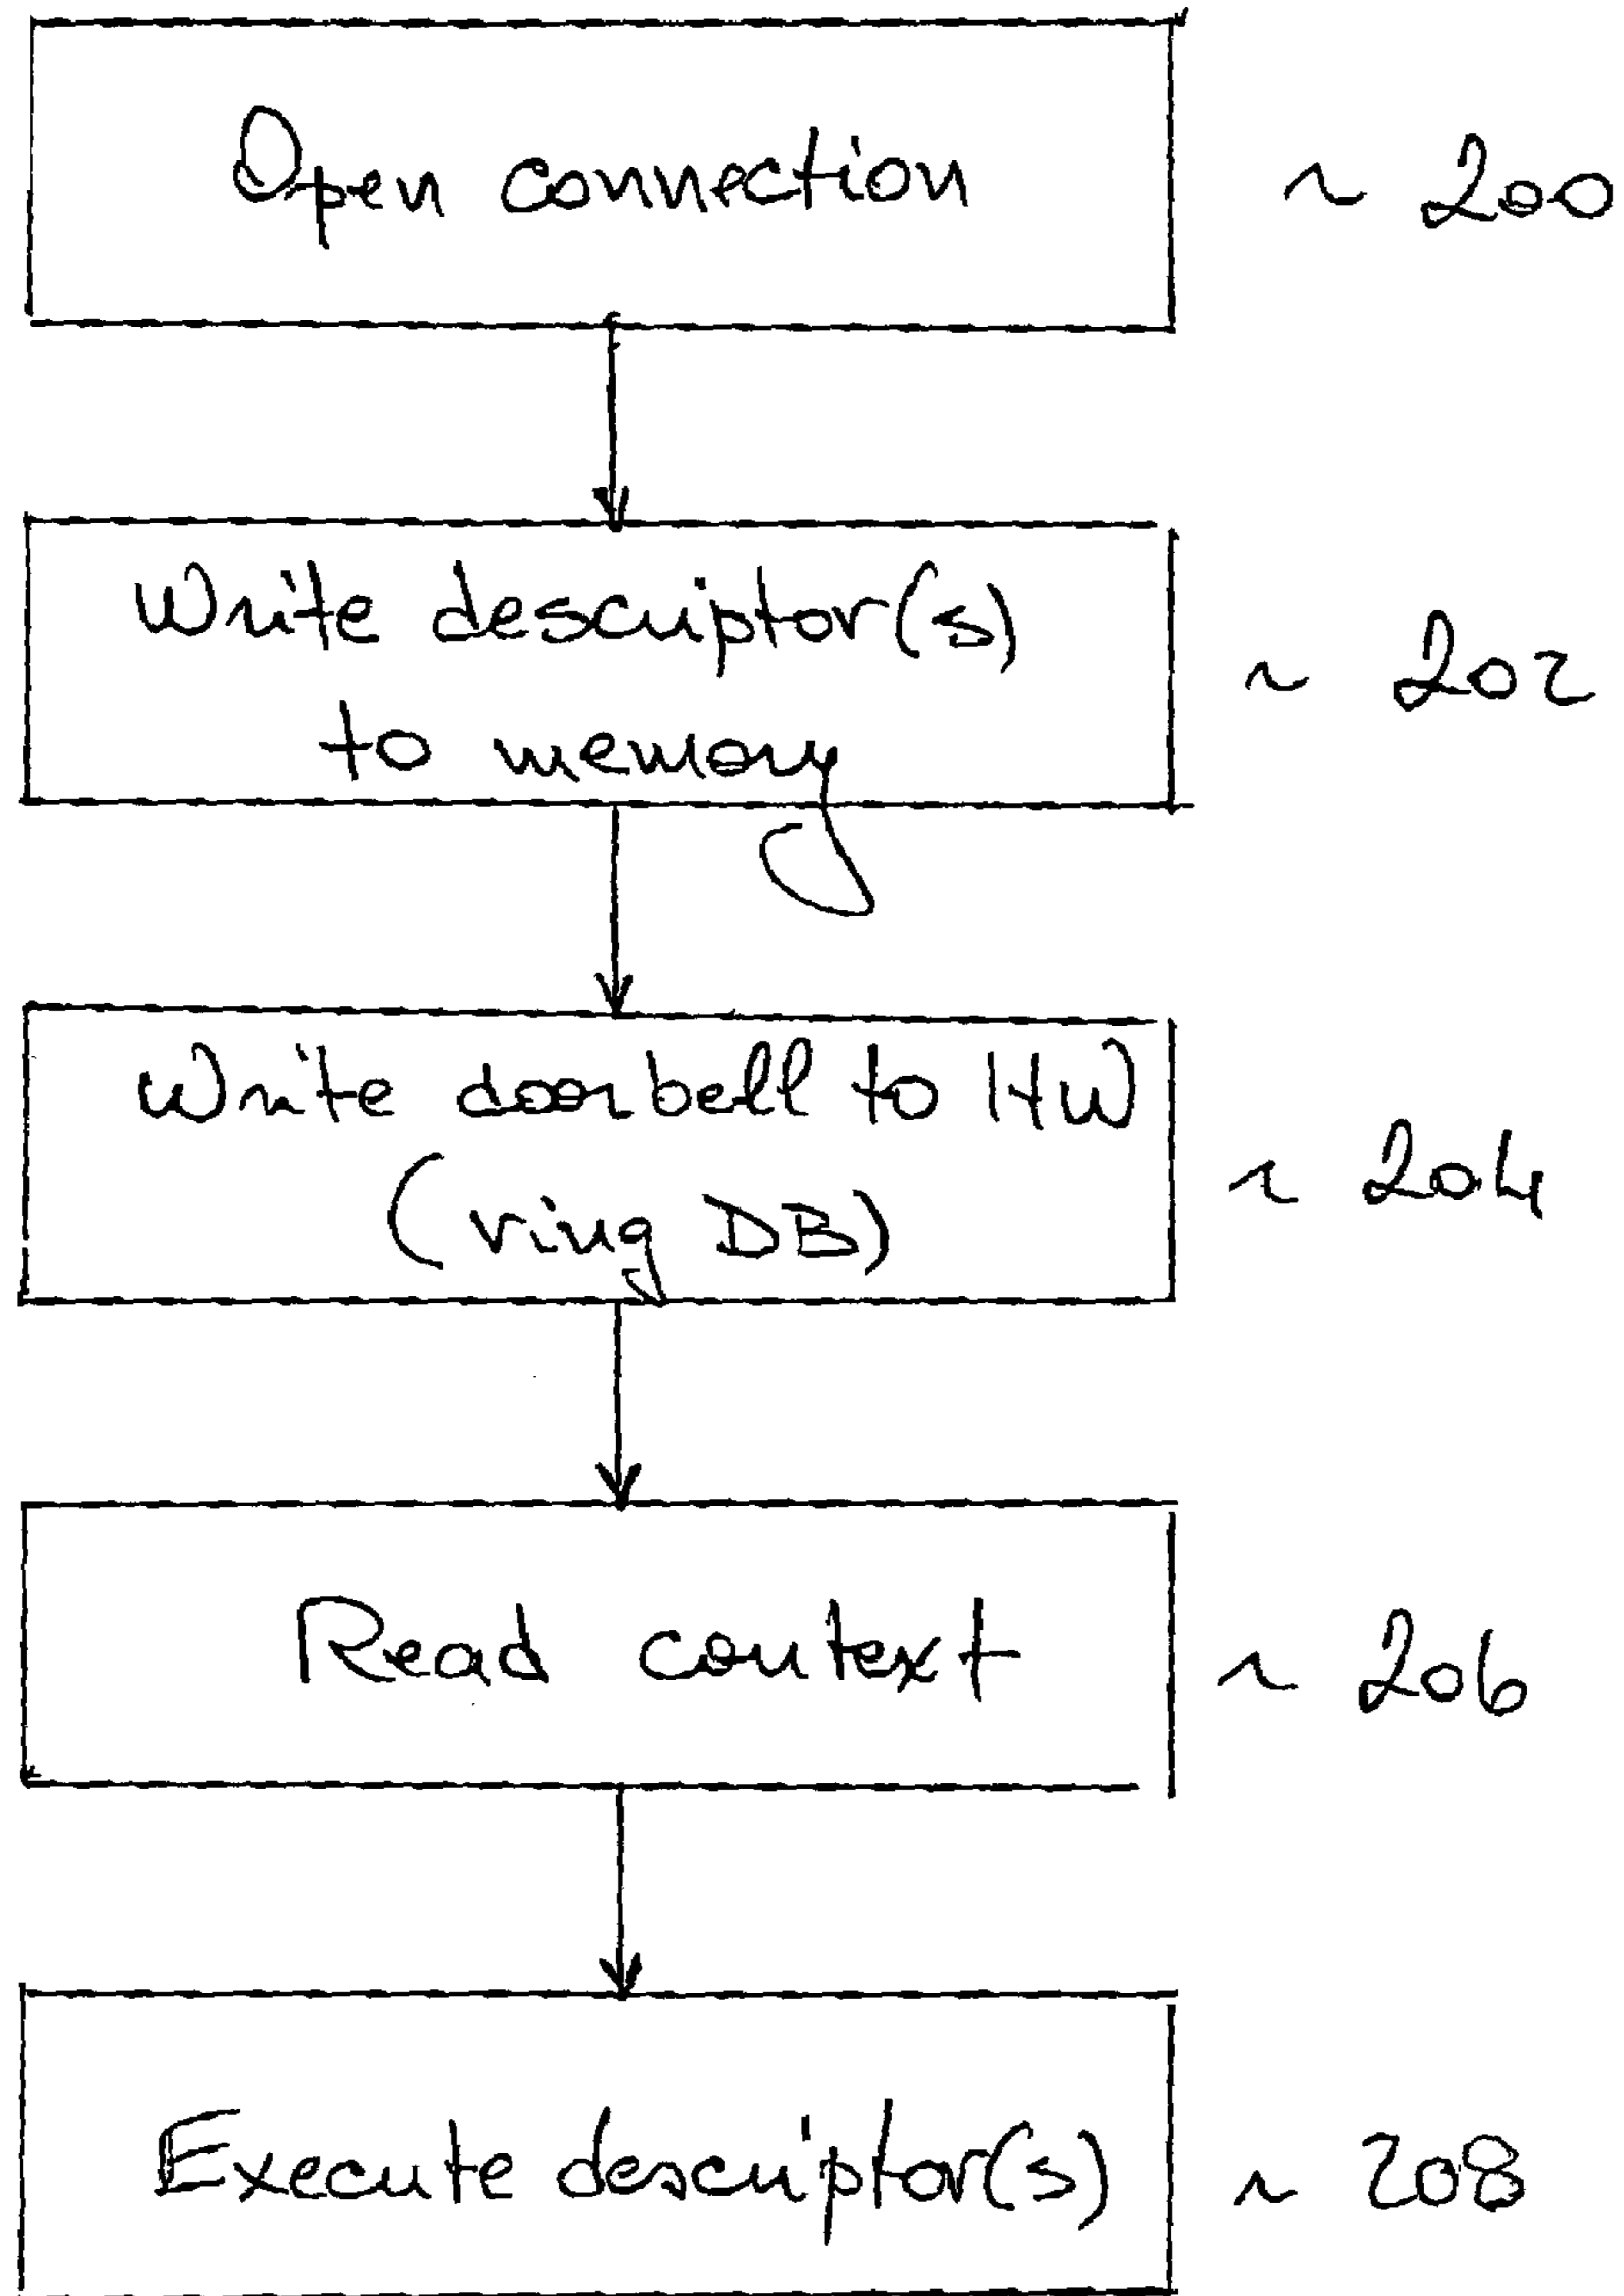 Open connection ~ 200
Write descriptor(s)
to memory
~ 202
Write doorbell to HW
(ring DB)
~ 204
Read context ~ 206
Execute descriptor(s) ~ 208